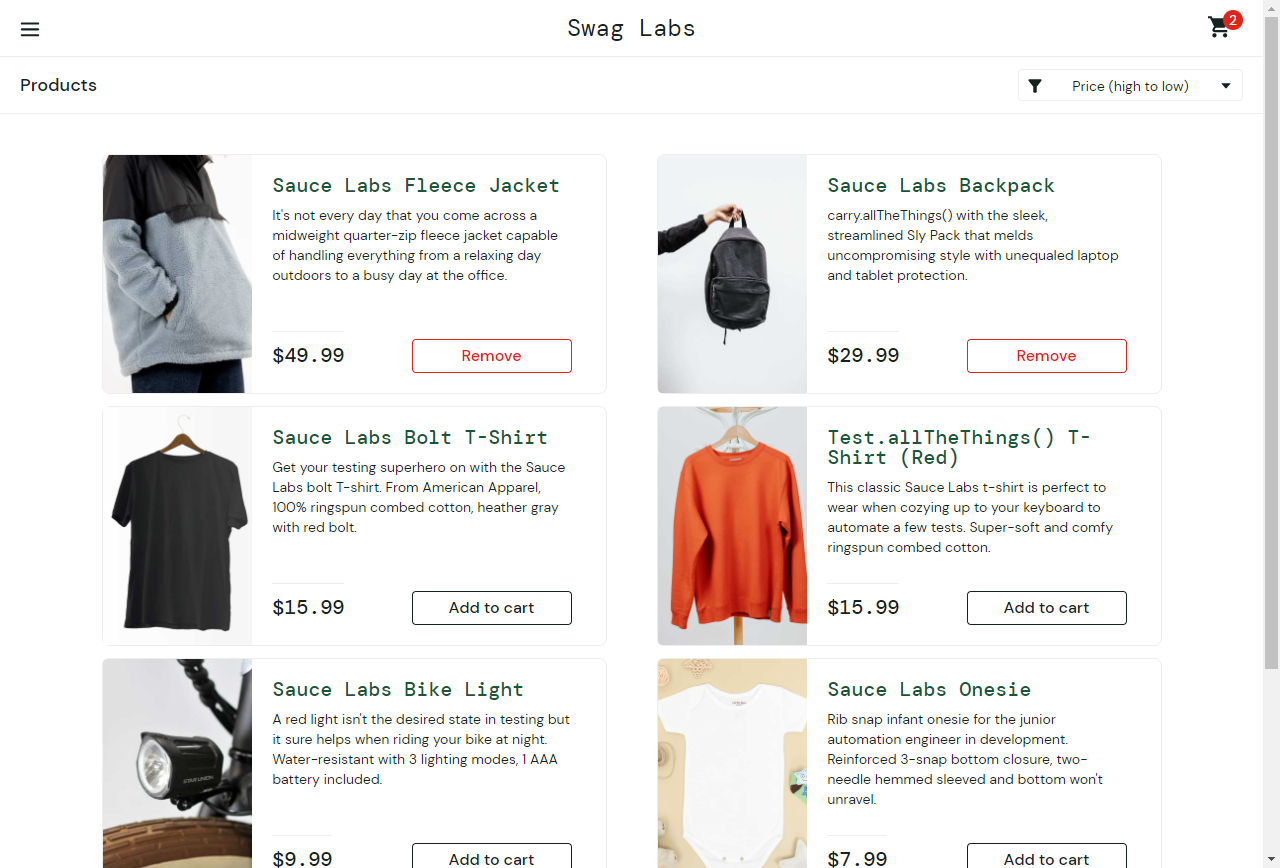 Swag Labs
2
Products
Price (high to low)
Sauce Labs Fleece Jacket
It's not every day that you come across a
midweight quarter-zip fleece jacket capable
of handling everything from a relaxing day
outdoors to a busy day at the office.
$49.99
Remove
Sauce Labs Backpack
carry.allTheThings() with the sleek,
streamlined Sly Pack that melds
uncompromising style with unequaled laptop
and tablet protection.
$29.99
Remove
Sauce Labs Bolt T-Shirt
Get your testing superhero on with the Sauce
Labs bolt T-shirt. From American Apparel,
100% ringspun combed cotton, heather gray
with red bolt.
$15.99
Add to cart
Test.allTheThings() T-
Shirt (Red)
This classic Sauce Labs t-shirt is perfect to
wear when cozying up to your keyboard to
automate a few tests. Super-soft and comfy
ringspun combed cotton.
$15.99
Add to cart
STAR UNION
Sauce Labs Bike Light
A red light isn't the desired state in testing but
it sure helps when riding your bike at night.
Water-resistant with 3 lighting modes, 1 AAA
battery included.
$9.99
Add to cart
Sauce Labs Onesie
Rib snap infant onesie for the junior
automation engineer in development.
Reinforced 3-snap bottom closure, two-
needle hemmed sleeved and bottom won't
unravel.
$7.99
Add to cart